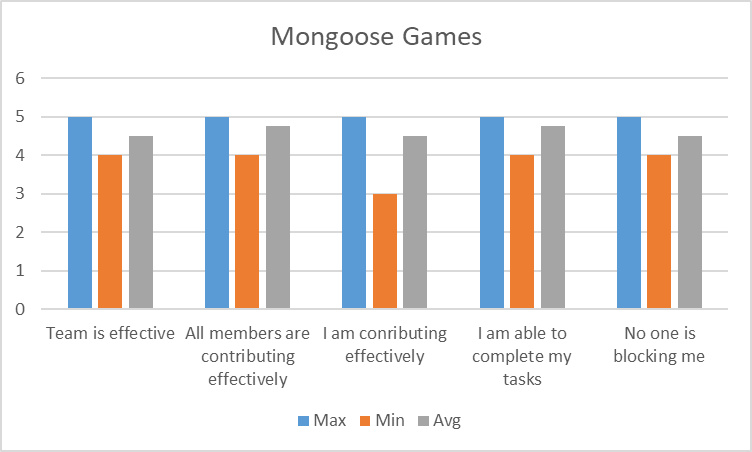 Mongoose Games
6
5
4
3
2
1
0
Team is effective
All members are
contributing
effectively
I am conributing
effectively
I am able to
complete my
tasks
No one is
blocking me
Max Min Avg